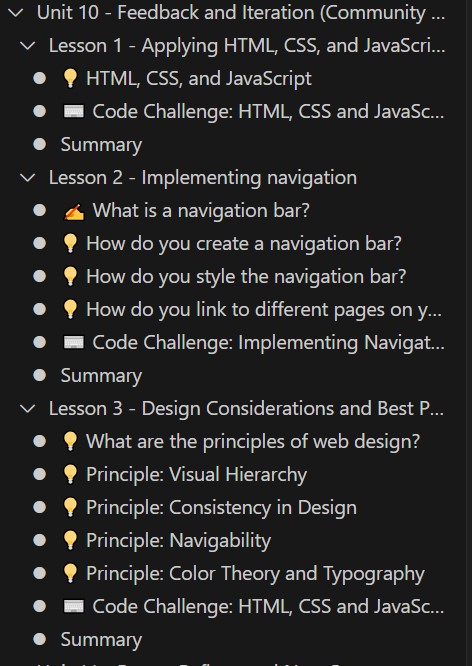 Unit 10 - Feedback and Iteration (Community ...
Lesson 1 - Applying HTML, CSS, and JavaScri...
HTML, CSS, and JavaScript
Code Challenge: HTML, CSS and JavaSc...
Summary
Lesson 2 - Implementing navigation
What is a navigation bar?
How do you create a navigation bar?
How do you style the navigation bar?
How do you link to different pages on y...
Code Challenge: Implementing Navigat...
Summary
Lesson 3 - Design Considerations and Best P...
What are the principles of web design?
Principle: Visual Hierarchy
Principle: Consistency in Design
Principle: Navigability
Principle: Color Theory and Typography
Code Challenge: HTML, CSS and JavaSc...
Summary